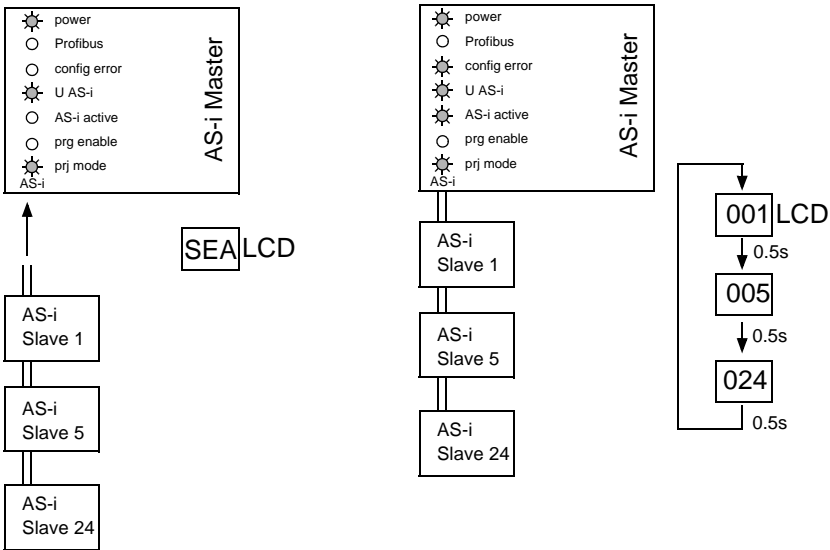 power
Profibus
config error
U AS-i
AS-i active
prg enable
prj mode
AS-i
AS-i Master
SEA LCD
AS-i
Slave 1
AS-i
Slave 5
AS-i
Slave 24
power
Profibus
config error
U AS-i
AS-i active
prg enable
prj mode
AS-i
AS-i Master
AS-i
Slave 1
AS-i
Slave 5
AS-i
Slave 24
001 LCD
0.5s
005
0.5s
024
0.5s